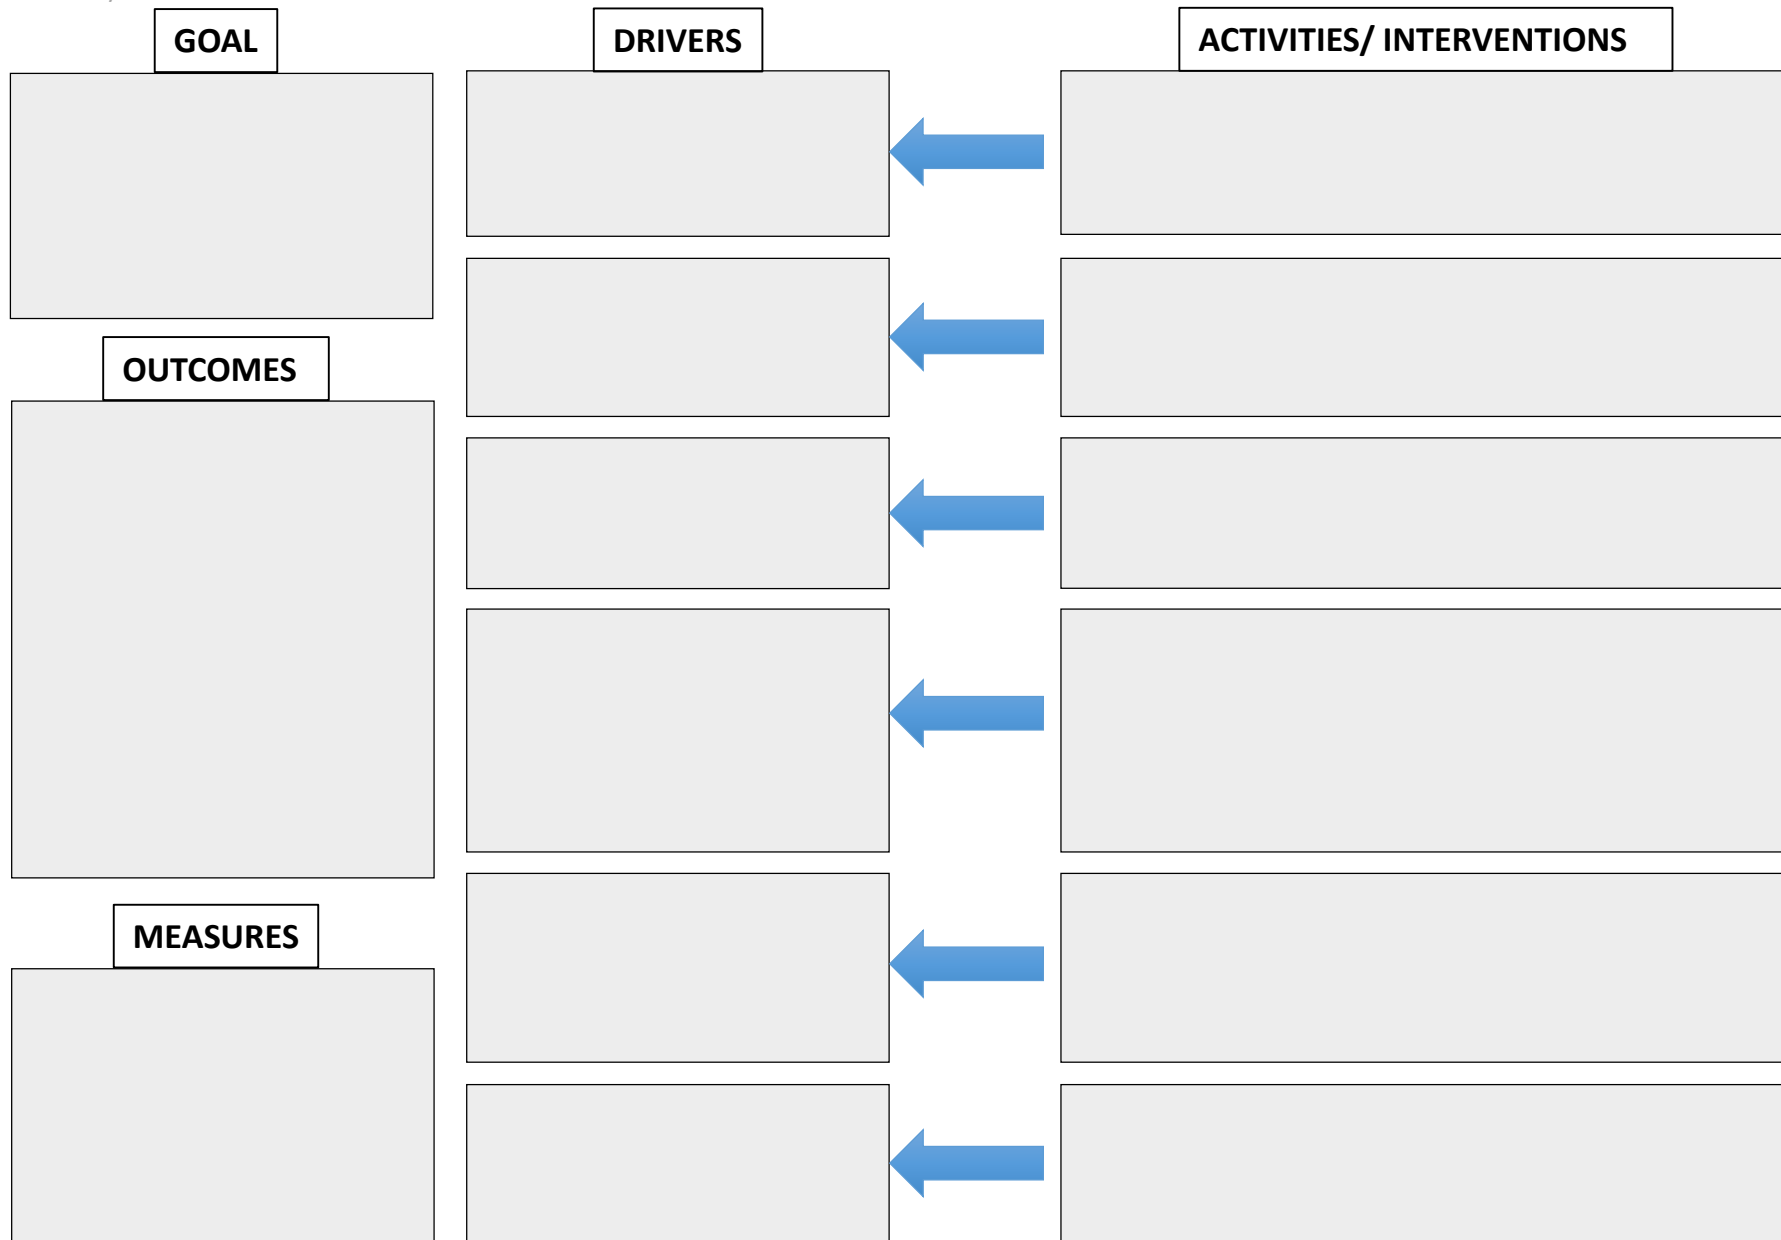 GOAL
DRIVERS
ACTIVITIES/ INTERVENTIONS
OUTCOMES
MEASURES